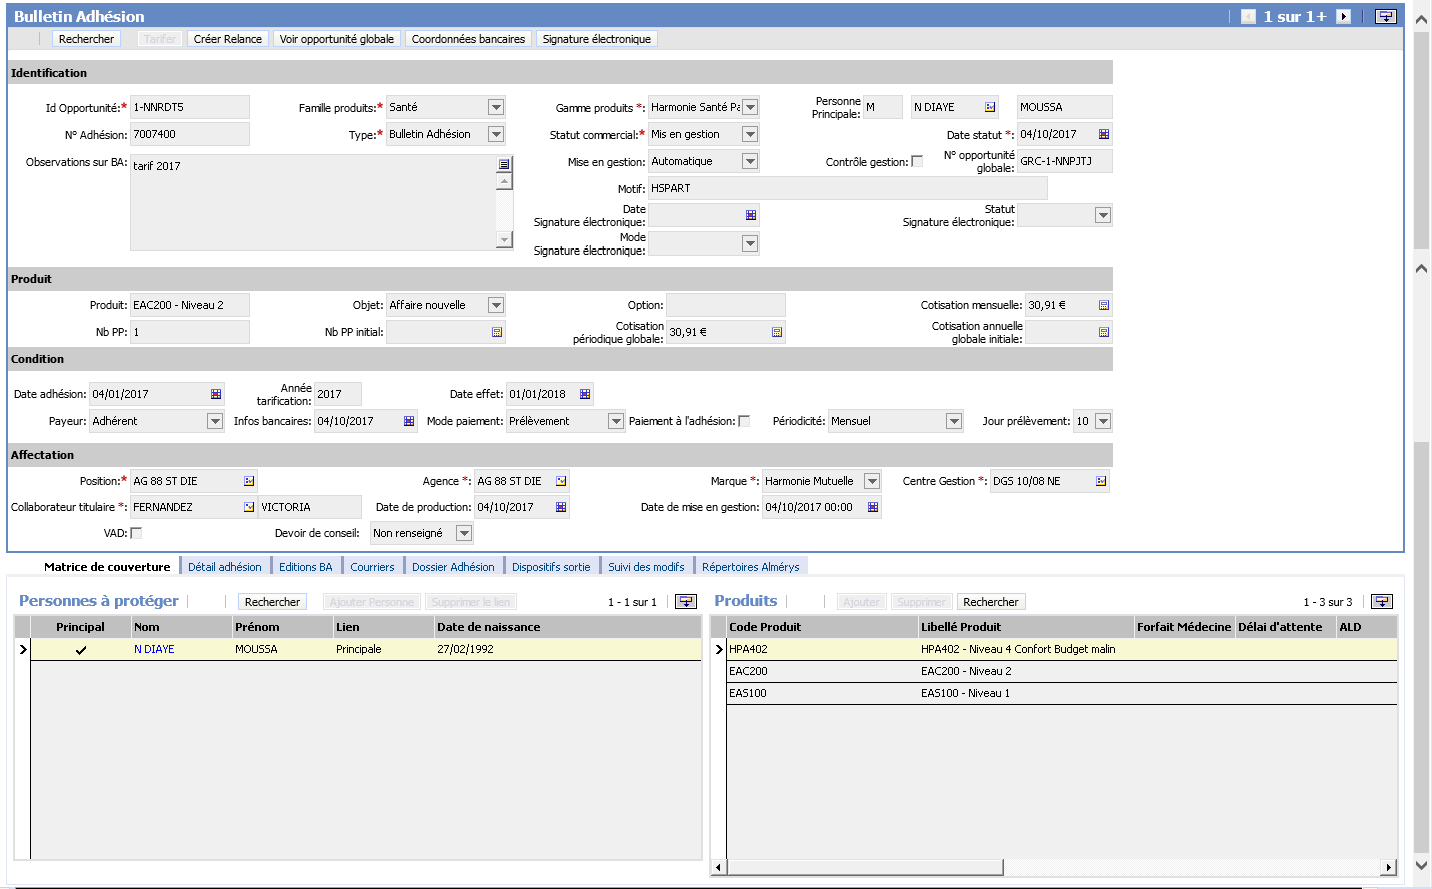 Bulletin Adhésion 1 sur 1+
Rechercher Tarifer Créer Relance Voir opportunité globale Coordonnées bancaires Signature électronique
Identification
Id Opportunité:* 1-NNRDT5 Famille produits:* Santé Gamme produits *: Harmonie Santé Pa Personne Principale: M N DIAYE MOUSSA
N° Adhésion: 7007400 Type:* Bulletin Adhésion Statut commercial:* Mis en gestion Date statut *: 04/10/2017
Observations sur BA: tarif 2017 Mise en gestion: Automatique Contrôle gestion: N° opportunité globale: GRC-1-NNPJTJ
Motif: HSPART
Date Signature électronique: Statut Signature électronique:
Mode Signature électronique:
Produit
Produit: EAC200 - Niveau 2 Objet: Affaire nouvelle Option: Cotisation mensuelle: 30,91 €
Nb PP: 1 Nb PP initial: Cotisation périodique globale: 30,91 € Cotisation annuelle globale initiale:
Condition
Date adhésion: 04/01/2017 Année tarification: 2017 Date effet: 01/01/2018
Payeur: Adhérent Infos bancaires: 04/10/2017 Mode paiement: Prélèvement Paiement à l'adhésion: Périodicité: Mensuel Jour prélèvement: 10
Affectation
Position:* AG 88 ST DIE Agence *: AG 88 ST DIE Marque *: Harmonie Mutuelle Centre Gestion *: DGS 10/08 NE
Collaborateur titulaire *: FERNANDEZ VICTORIA Date de production: 04/10/2017 Date de mise en gestion: 04/10/2017 00:00
VAD: Devoir de conseil: Non renseigné
Matrice de couverture Détail adhésion Editions BA Courriers Dossier Adhésion Dispositifs sortie Suivi des modifs Répertoires Almérys
Personnes à protéger Rechercher Ajouter Personne Supprimer le lien 1 - 1 sur 1
Principal Nom Prénom Lien Date de naissance
N DIAYE MOUSSA Principale 27/02/1992
Produits Ajouter Supprimer Rechercher 1 - 3 sur 3
Code Produit Libellé Produit Forfait Médecine Délai d'attente ALD
HPA402 HPA402 - Niveau 4 Confort Budget malin
EAC200 EAC200 - Niveau 2
EAS100 EAS100 - Niveau 1